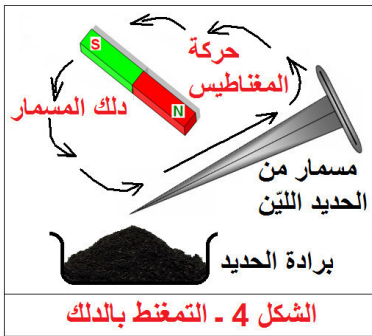 S
حركة
المغناطيس
دلك المسمار
N
مسمار من
الحديد الليّن
برادة الحديد
الشكل 4 - التمغنط بالدلك